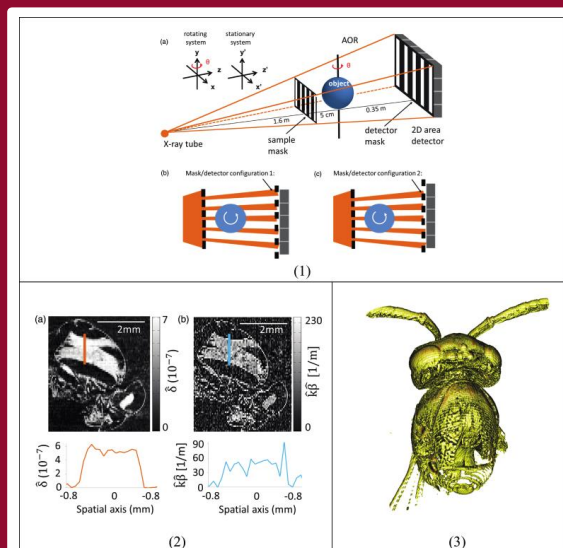 (a)
rotating system
stationary system
y
θ
z
x
y'
z'
x'
AOR
θ
object
1.6 m
5 cm
0.35 m
X-ray tube
sample mask
detector mask
2D area detector
(b)
Mask/detector configuration 1:
(c)
Mask/detector configuration 2:
(1)
(a)
2mm
7
δ̂ (10⁻⁷)
0
(b)
2mm
230
k̂β̂ [1/m]
0
δ̂ (10⁻⁷)
6
4
2
0
-0.8
0
-0.8
Spatial axis (mm)
k̂β̂ [1/m]
90
60
30
0
-0.8
0
-0.8
Spatial axis (mm)
(2)
(3)